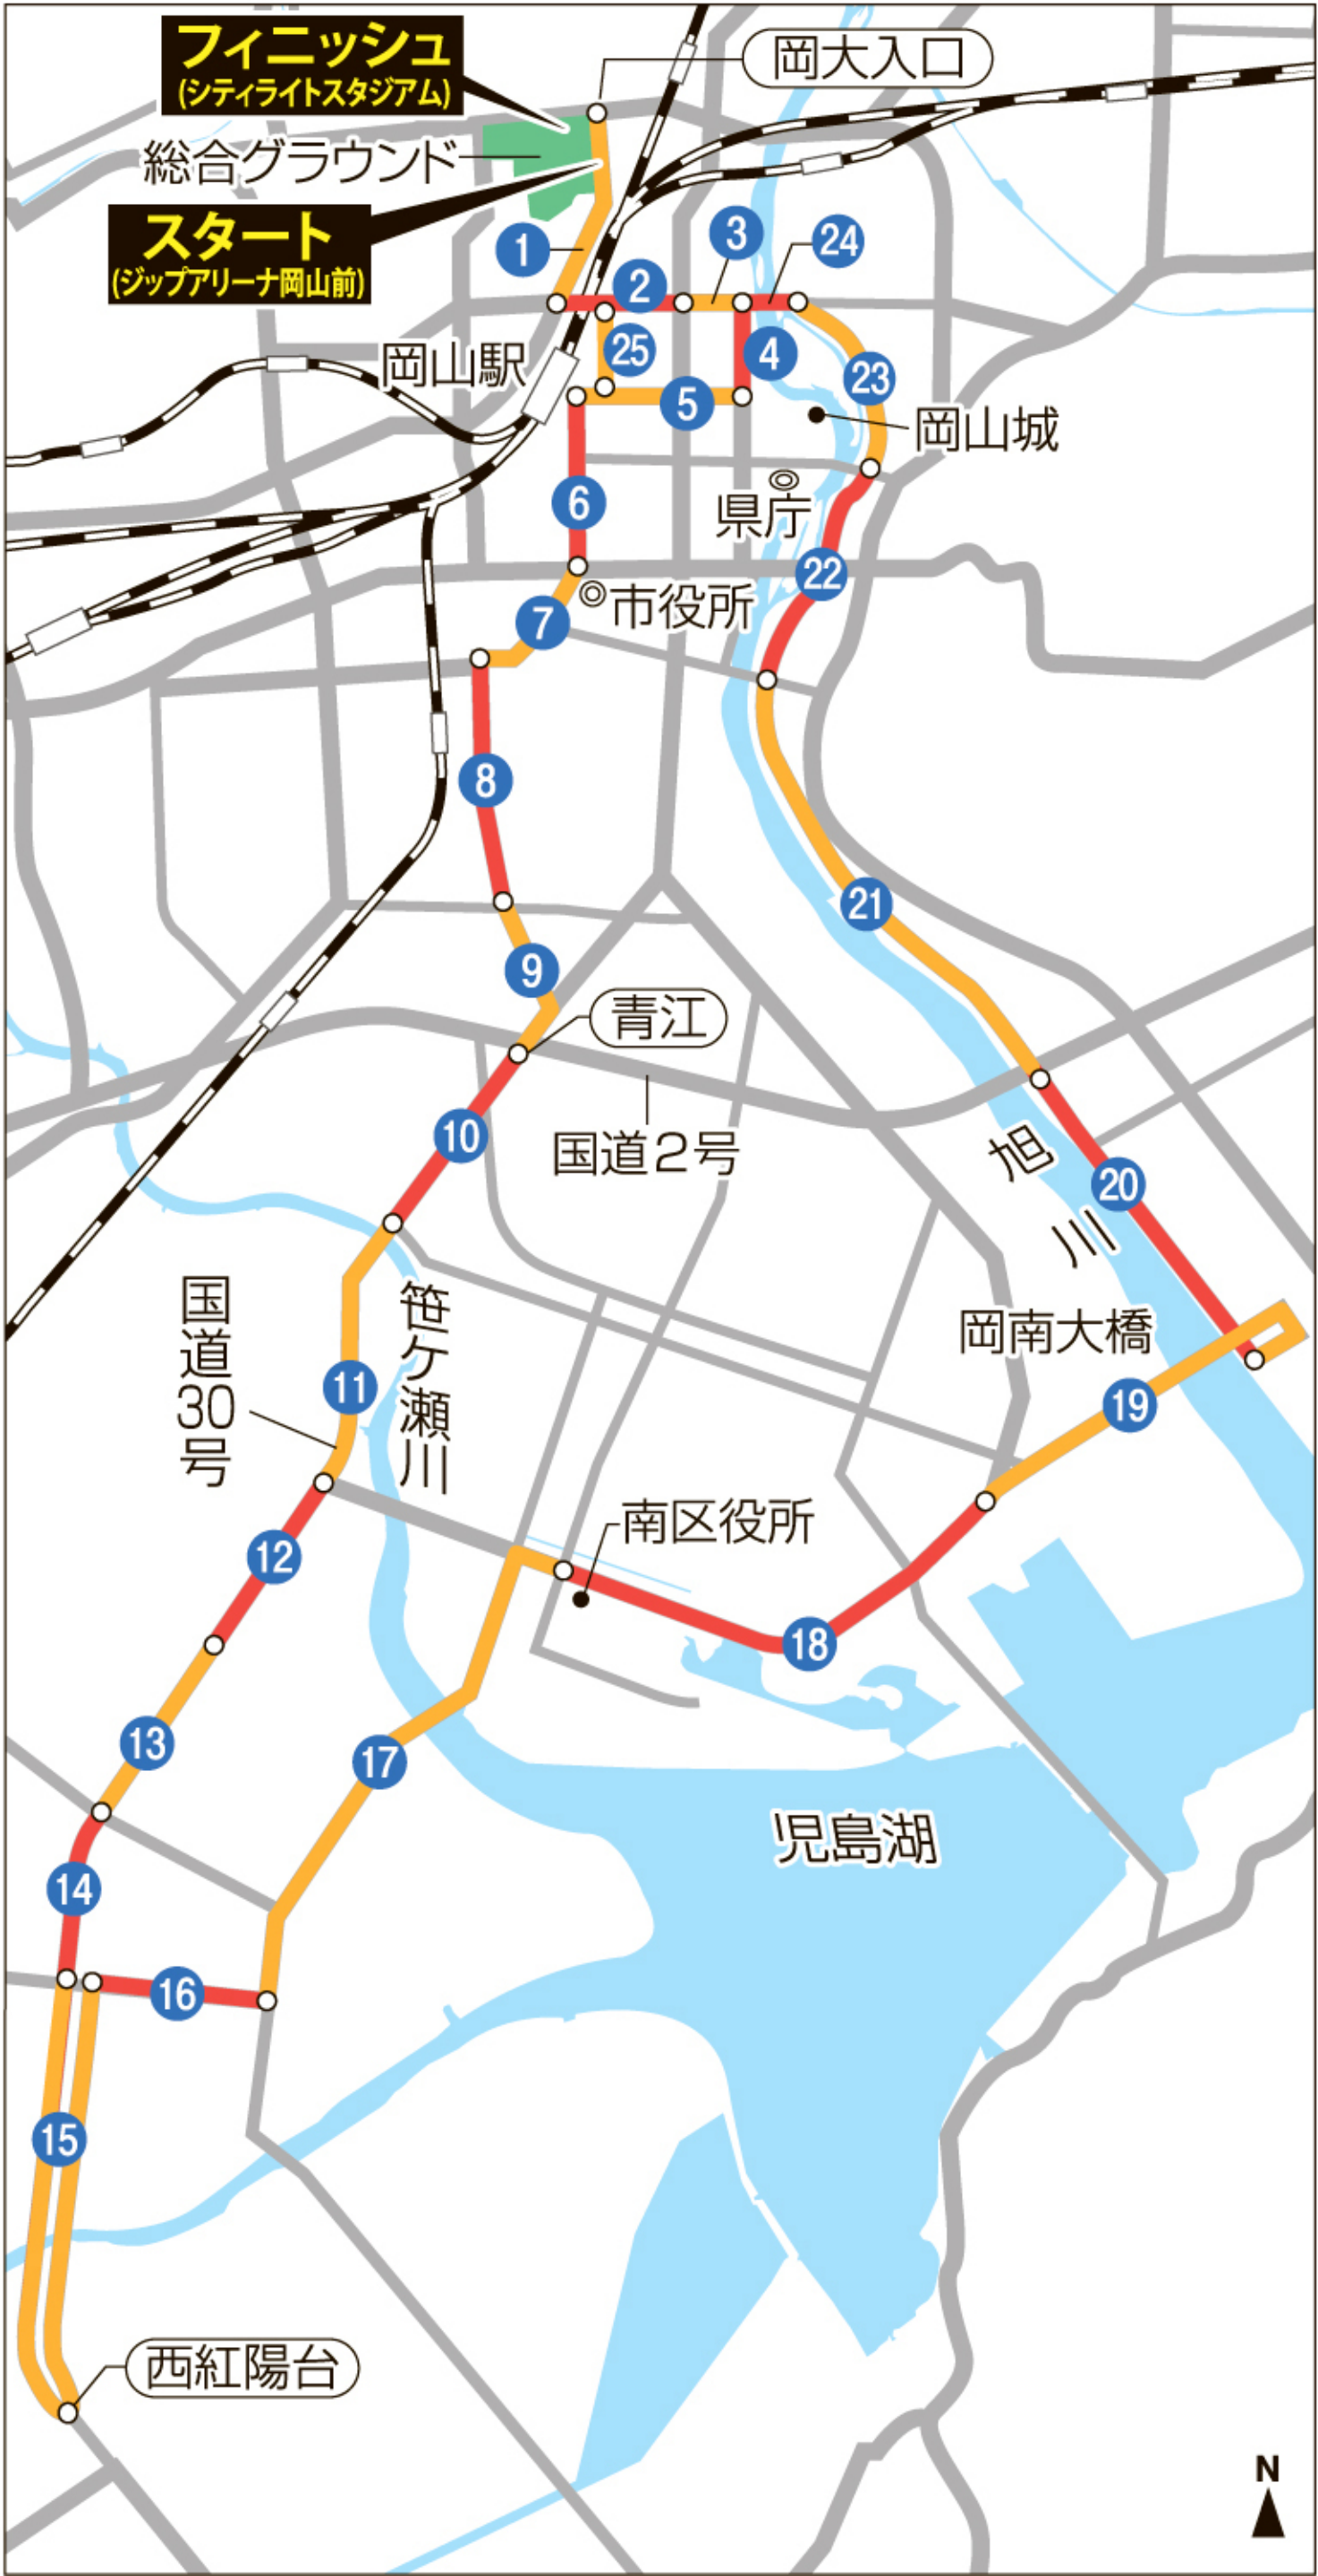 フィニッシュ
(シティライトスタジアム)
岡大入口
総合グラウンド
スタート
(ジップアリーナ岡山前)
1
2
3
24
岡山駅
25
4
5
23
岡山城
6
県庁
22
市役所
7
8
21
9
青江
10
国道2号
旭川
20
国道30号
笹ケ瀬川
岡南大橋
11
19
12
南区役所
18
13
17
児島湖
14
16
15
西紅陽台
N